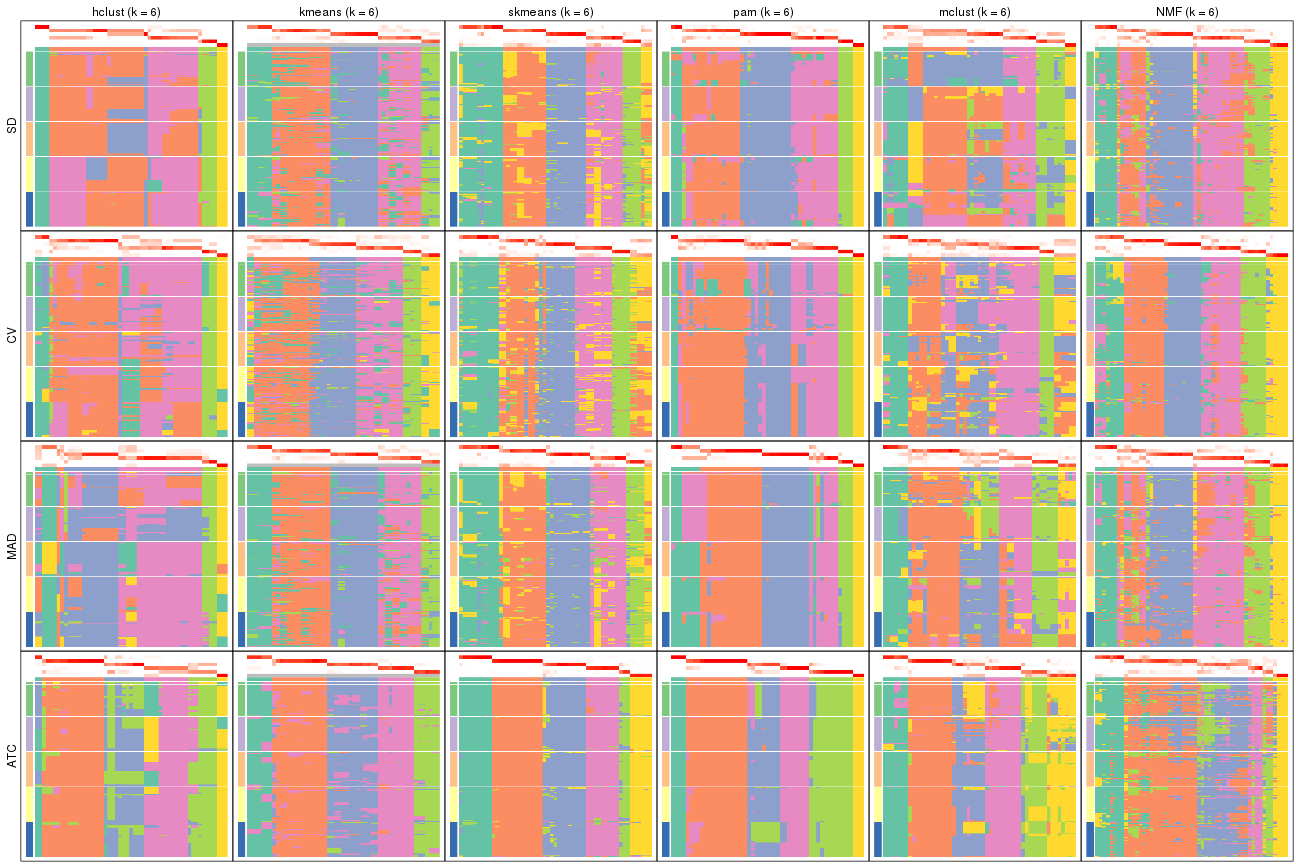 hclust (k = 6) kmeans (k = 6) skmeans (k = 6) pam (k = 6) mclust (k = 6) NMF (k = 6)
SD
CV
MAD
ATC